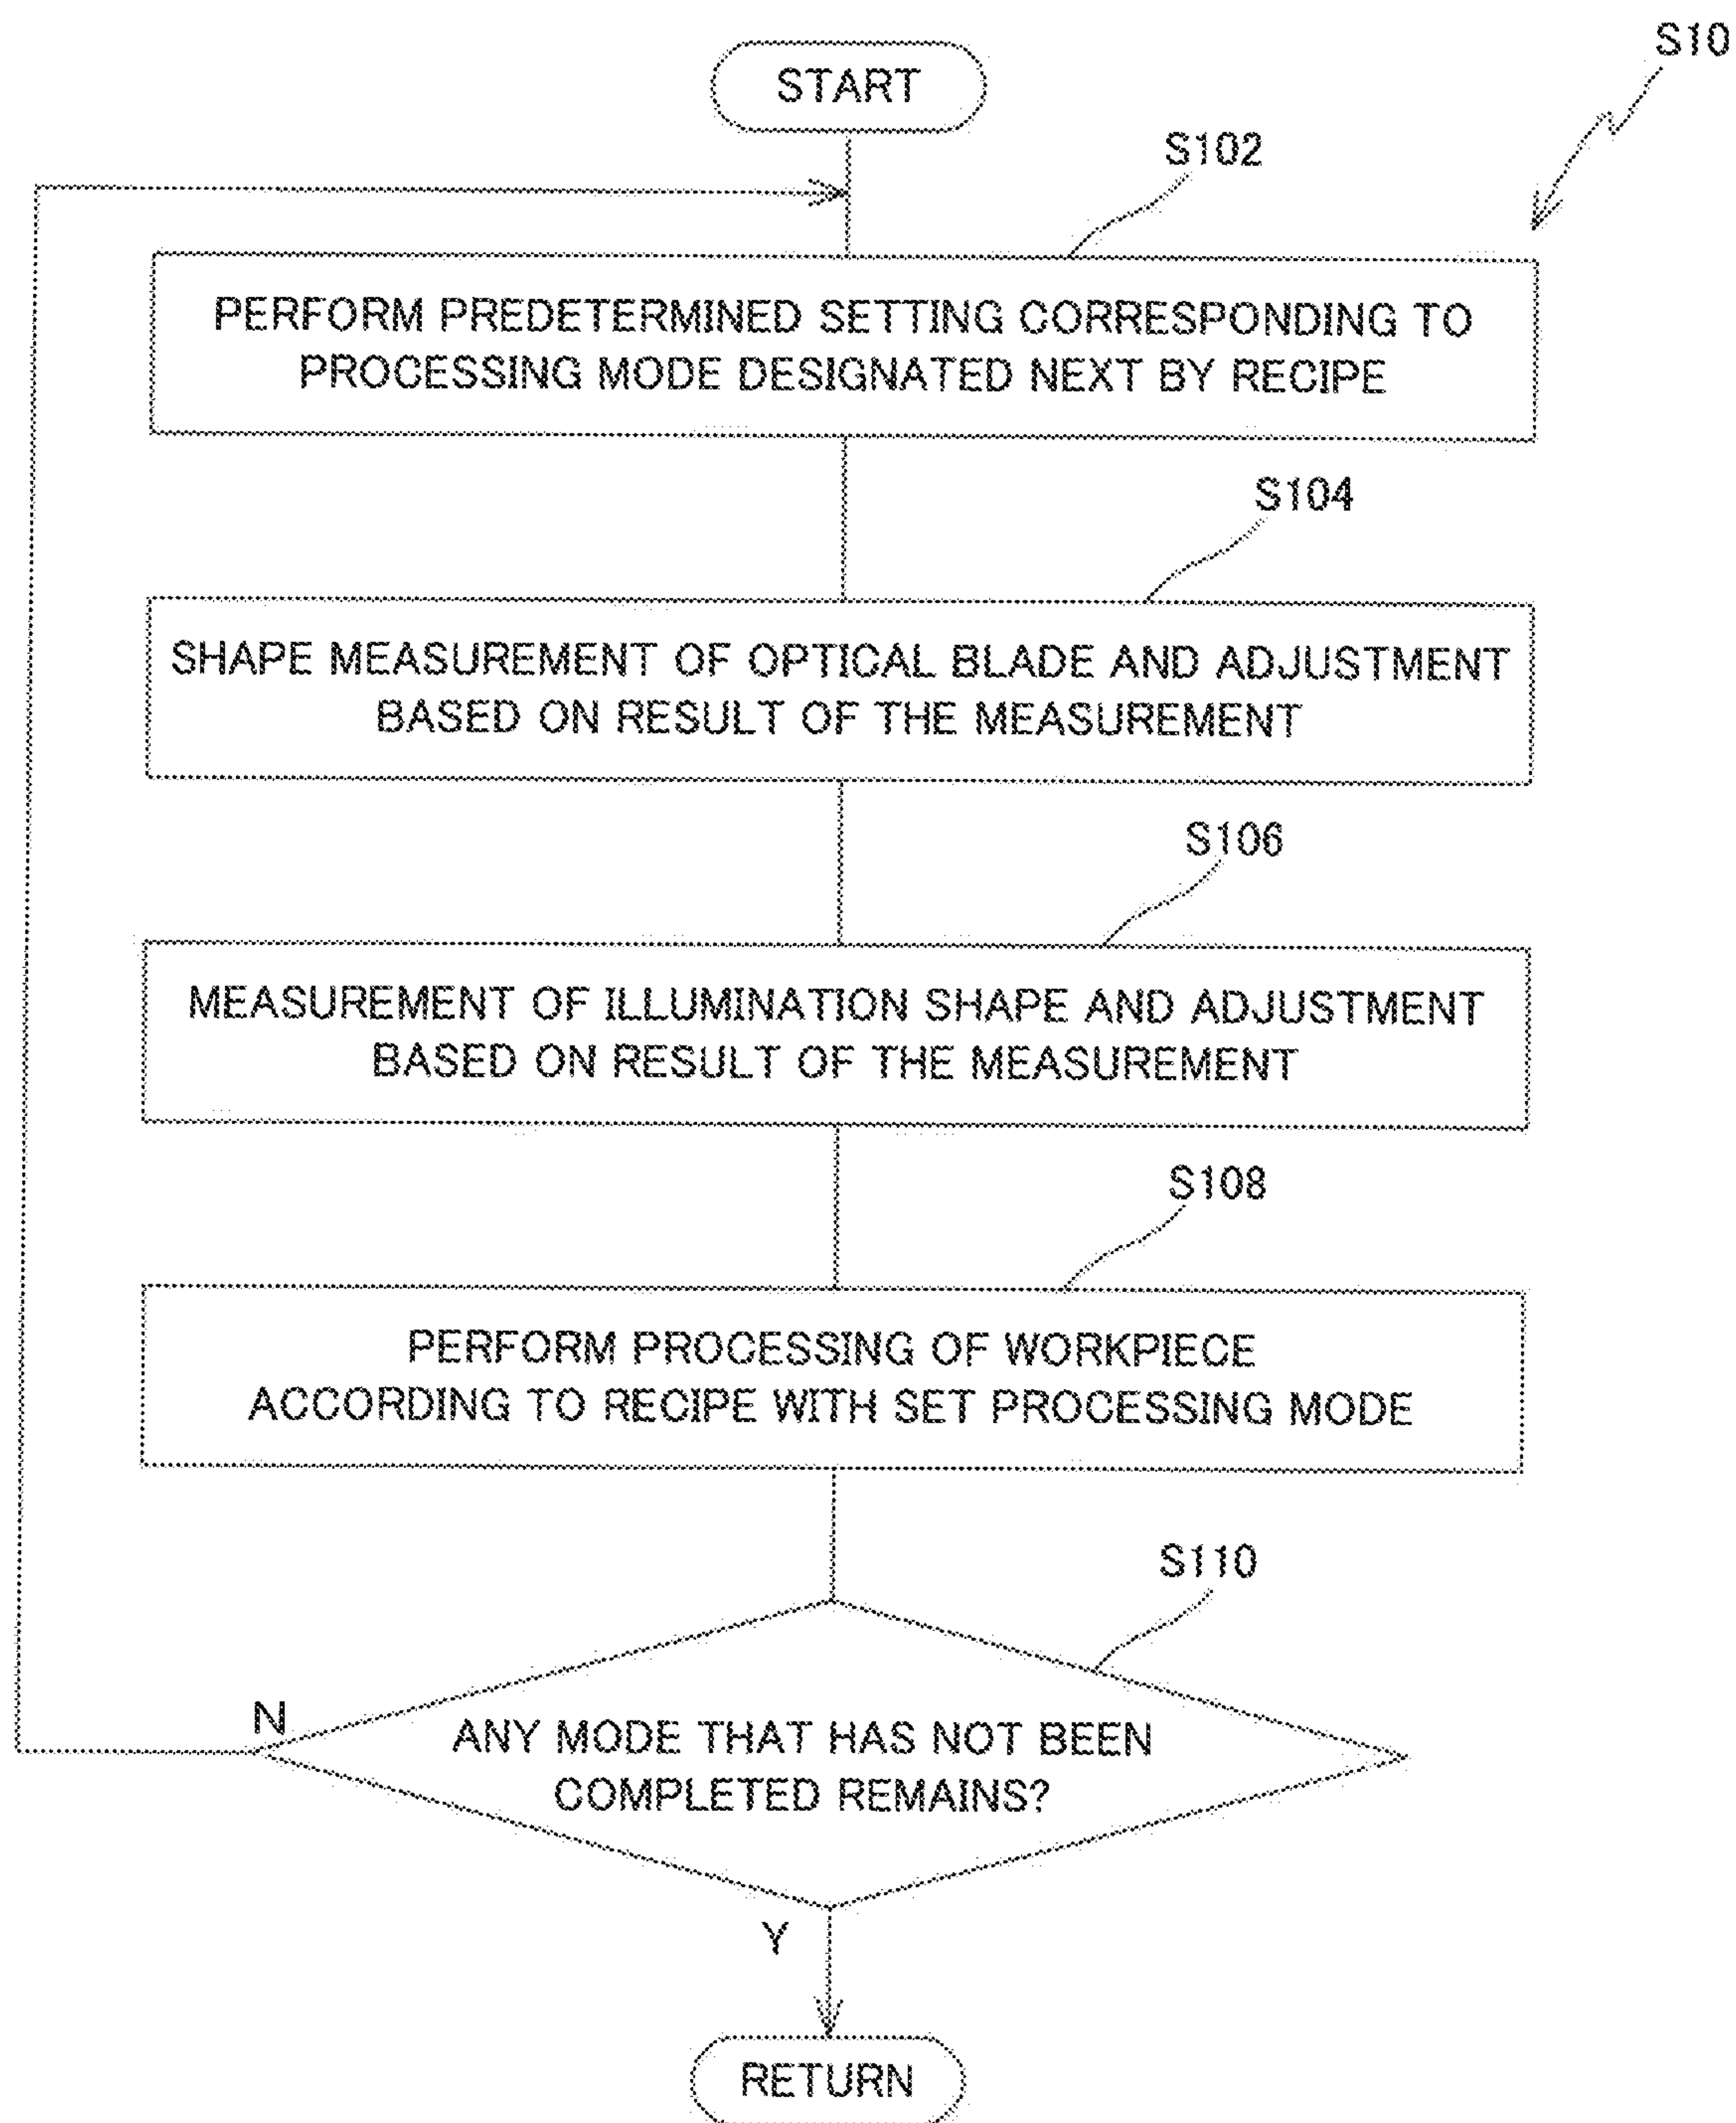 S10
START
S102
PERFORM PREDETERMINED SETTING CORRESPONDING TO
PROCESSING MODE DESIGNATED NEXT BY RECIPE
S104
SHAPE MEASUREMENT OF OPTICAL BLADE AND ADJUSTMENT
BASED ON RESULT OF THE MEASUREMENT
S106
MEASUREMENT OF ILLUMINATION SHAPE AND ADJUSTMENT
BASED ON RESULT OF THE MEASUREMENT
S108
PERFORM PROCESSING OF WORKPIECE
ACCORDING TO RECIPE WITH SET PROCESSING MODE
S110
N
ANY MODE THAT HAS NOT BEEN
COMPLETED REMAINS?
Y
RETURN